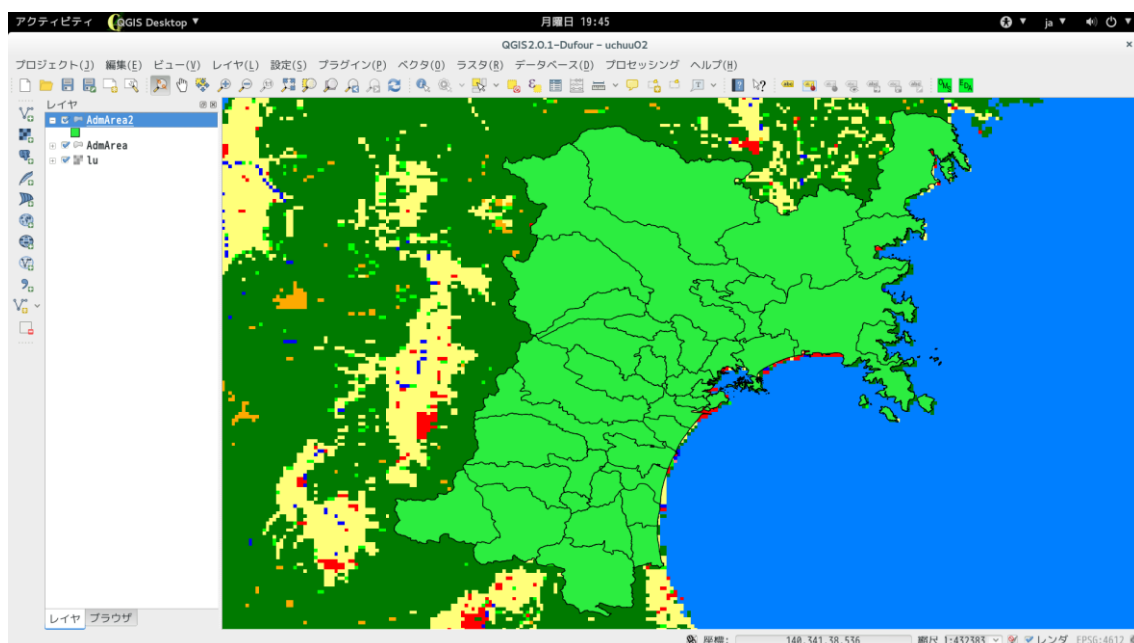 アクティビティ QGIS Desktop ▼ 月曜日 19:45 ja ▼
QGIS2.0.1-Dufour - uchuu02 ×
プロジェクト(J) 編集(E) ビュー(V) レイヤ(L) 設定(S) プラグイン(P) ベクタ(O) ラスタ(R) データベース(D) プロセッシング ヘルプ(H)
レイヤ
AdmArea2
AdmArea
lu
レイヤ ブラウザ
座標: 140.341,38.536 縮尺 1:432383 レンダ EPSG:4612